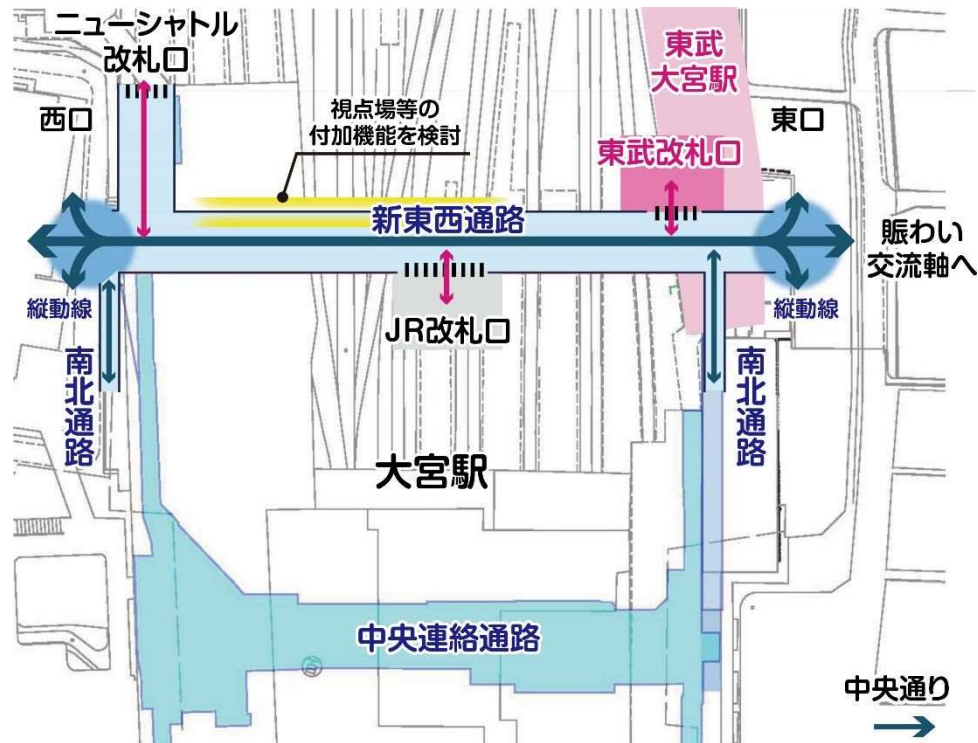 ニューシャトル
改札口
西口
視点場等の
付加機能を検討
東武
大宮駅
東口
東武改札口
新東西通路
賑わい
交流軸へ
縦動線
JR改札口
縦動線
南北通路
南北通路
大宮駅
中央連絡通路
中央通り